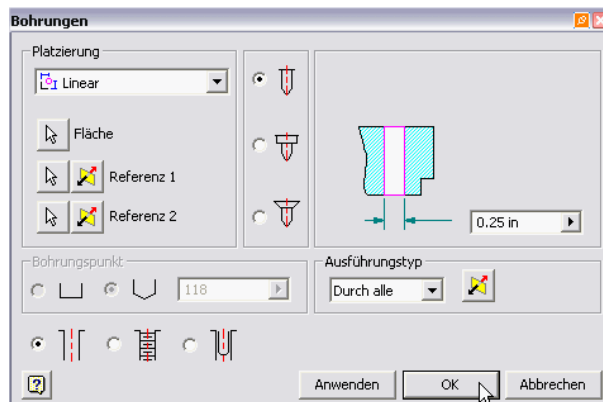 Bohrungen
Platzierung
Linear
Fläche
Referenz 1
Referenz 2
0.25 in
Bohrungspunkt
118
Ausführungstyp
Durch alle
Anwenden
OK
Abbrechen